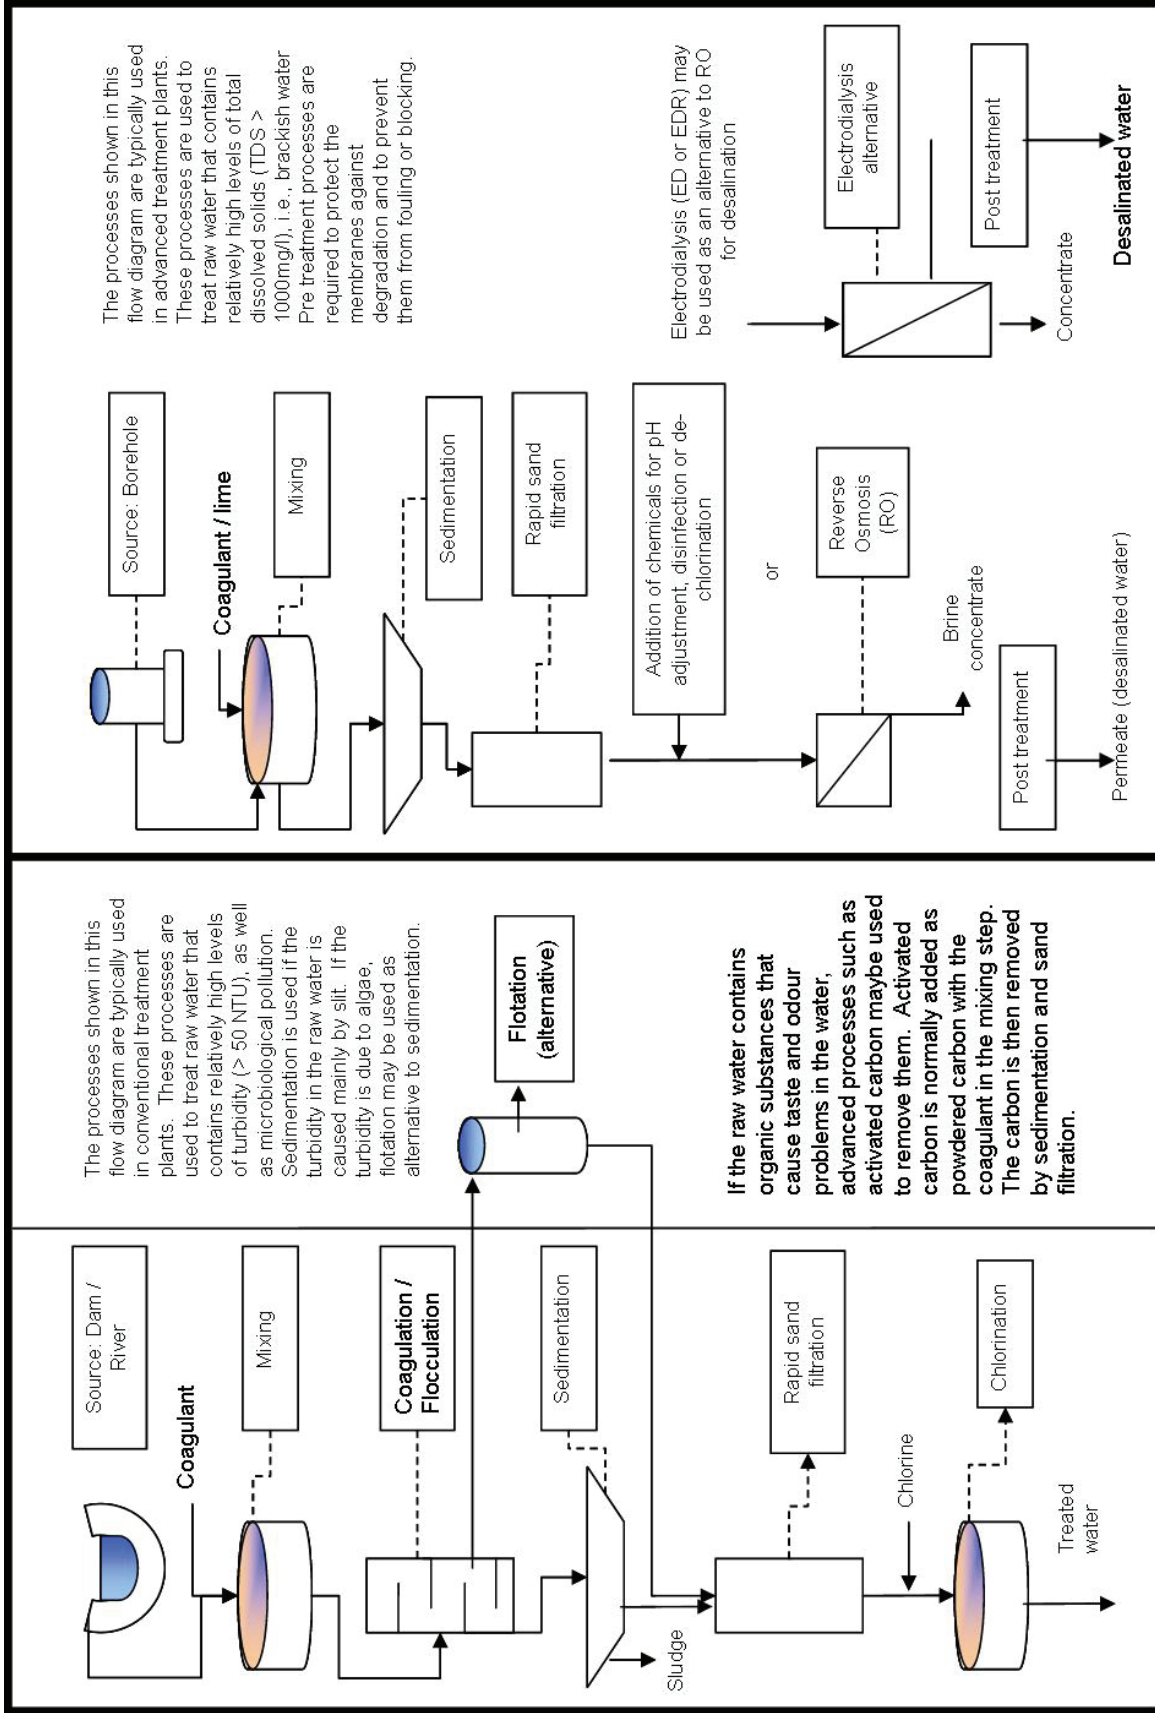 Source: Dam /
River
Coagulant
Mixing
Coagulation /
Flocculation
Sedimentation
Sludge
Rapid sand
filtration
Chlorine
Chlorination
Treated
water
The processes shown in this
flow diagram are typically used
in conventional treatment
plants. These processes are
used to treat raw water that
contains relatively high levels
of turbidity (> 50 NTU), as well
as microbiological pollution.
Sedimentation is used if the
turbidity in the raw water is
caused mainly by slit. If the
turbidity is due to algae,
flotation may be used as
alternative to sedimentation.
Flotation
(alternative)
If the raw water contains
organic substances that
cause taste and odour
problems in the water,
advanced processes such as
activated carbon maybe used
to remove them. Activated
carbon is normally added as
powdered carbon with the
coagulant in the mixing step.
The carbon is then removed
by sedimentation and sand
filtration.
Source: Borehole
Coagulant / lime
Mixing
Sedimentation
Rapid sand
filtration
Addition of chemicals for pH
adjustment, disinfection or de-
chlorination
or
Reverse
Osmosis
(RO)
Brine
concentrate
Post treatment
Permeate (desalinated water)
The processes shown in this
flow diagram are typically used
in advanced treatment plants.
These processes are used to
treat raw water that contains
relatively high levels of total
dissolved solids (TDS >
1000mg/l), i.e., brackish water
Pre treatment processes are
required to protect the
membranes against
degradation and to prevent
them from fouling or blocking.
Electrodialysis (ED or EDR) may
be used as an alternative to RO
for desalination
Electrodialysis
alternative
Concentrate
Post treatment
Desalinated water